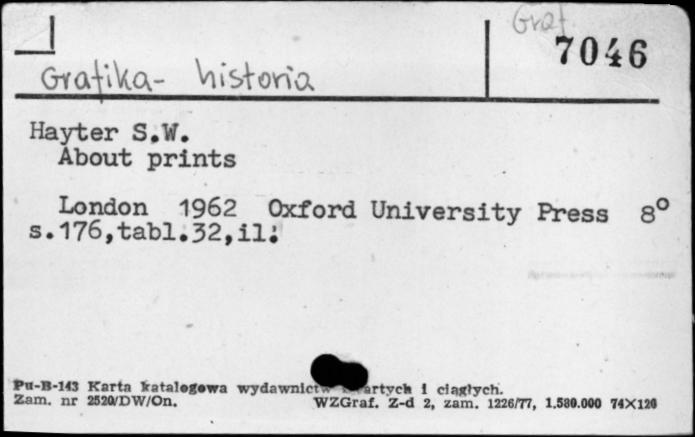 Graf.
7046
Grafika- historia
Hayter S.W.
About prints
London 1962 Oxford University Press 8°
s.176,tabl.32,il.
Pu-B-143 Karta katalogowa wydawnictw zwartych i ciągłych.
Zam. nr 2520/DW/On. WZGraf. Z-d 2, zam. 1226/77, 1.580.000 74X120